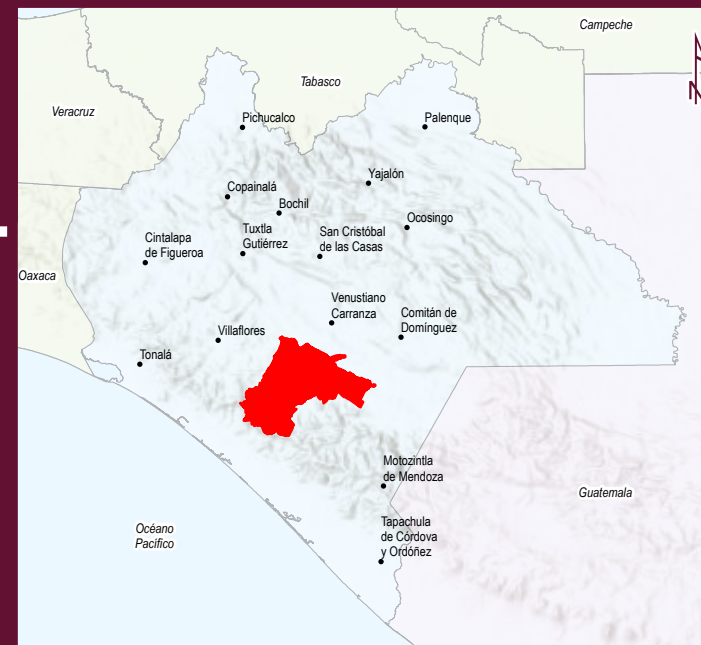 Campeche
Tabasco
Veracruz
Pichucalco
Palenque
Yajalón
Copainalá
Bochil
Ocosingo
Tuxtla
Gutiérrez
San Cristóbal
de las Casas
Cintalapa
de Figueroa
Oaxaca
Venustiano
Carranza
Comitán de
Domínguez
Villaflores
Tonalá
Motozintla
de Mendoza
Guatemala
Océano
Pacífico
Tapachula
de Córdova
y Ordóñez